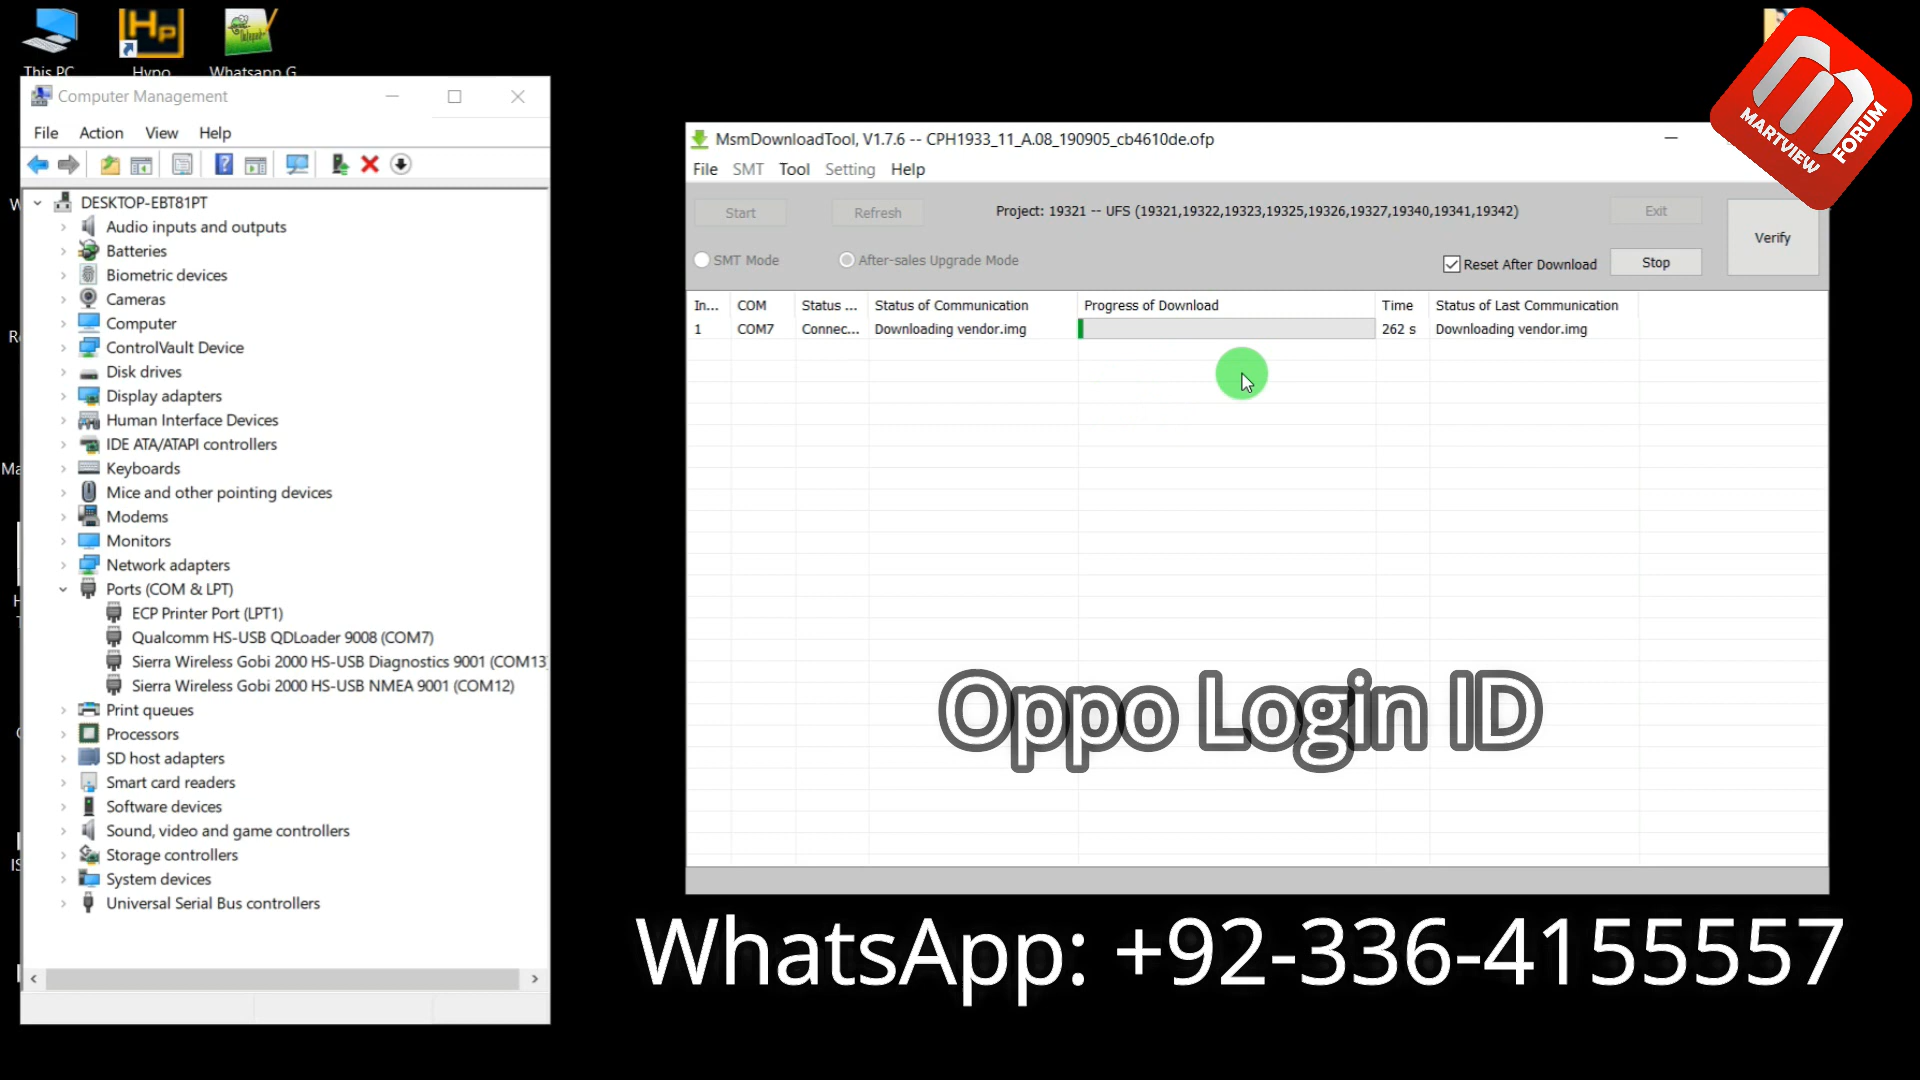 This PC
Hypo
Whatsapp G
Computer Management
File Action View Help
DESKTOP-EBT81PT
Audio inputs and outputs
Batteries
Biometric devices
Cameras
Computer
ControlVault Device
Disk drives
Display adapters
Human Interface Devices
IDE ATA/ATAPI controllers
Keyboards
Mice and other pointing devices
Modems
Monitors
Network adapters
Ports (COM & LPT)
ECP Printer Port (LPT1)
Qualcomm HS-USB QDLoader 9008 (COM7)
Sierra Wireless Gobi 2000 HS-USB Diagnostics 9001 (COM13
Sierra Wireless Gobi 2000 HS-USB NMEA 9001 (COM12)
Print queues
Processors
SD host adapters
Smart card readers
Software devices
Sound, video and game controllers
Storage controllers
System devices
Universal Serial Bus controllers
MARTVIEW
FORUM
MsmDownloadTool, V1.7.6 -- CPH1933_11_A.08_190905_cb4610de.ofp
File SMT Tool Setting Help
Start Refresh Project: 19321 -- UFS (19321,19322,19323,19325,19326,19327,19340,19341,19342) Exit
Verify
SMT Mode After-sales Upgrade Mode Reset After Download Stop
In... COM Status ... Status of Communication Progress of Download Time Status of Last Communication
1 COM7 Connec... Downloading vendor.img 262 s Downloading vendor.img
Oppo Login ID
WhatsApp: +92-336-4155557